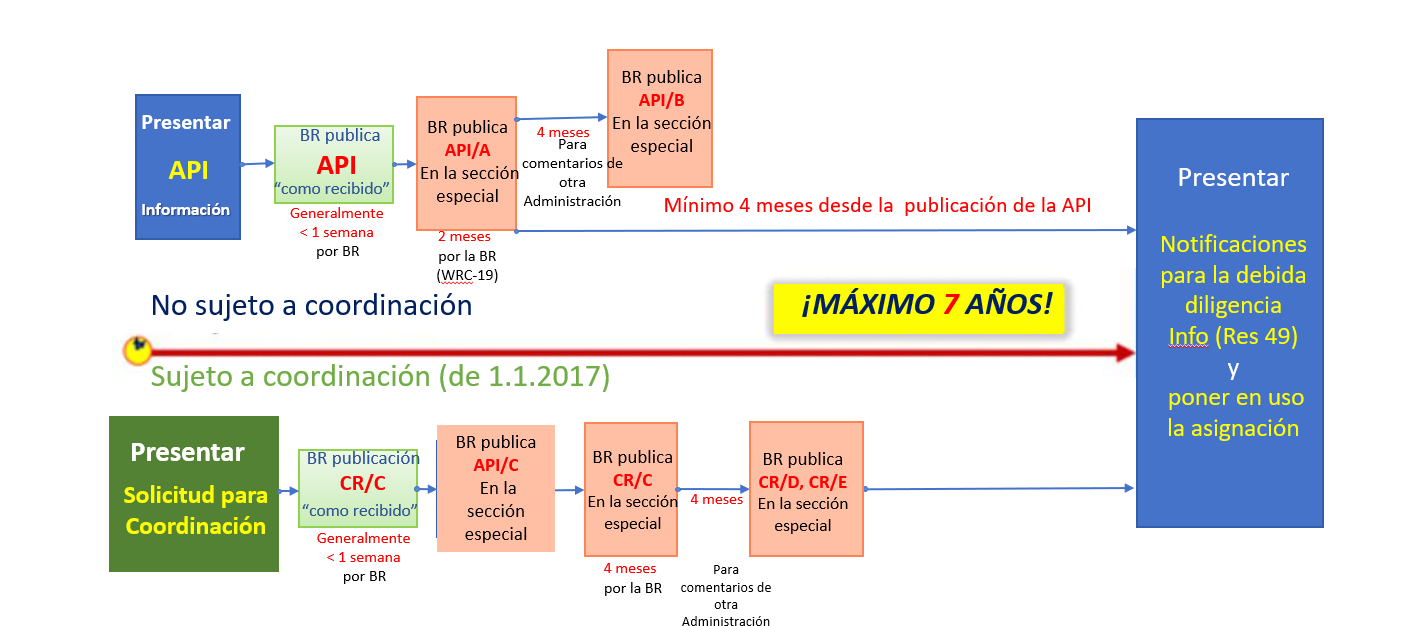 Presentar
API
Información
BR publica
API
“como recibido”
Generalmente
< 1 semana
por BR
BR publica
API/A
En la sección
especial
2 meses
por la BR
(WRC-19)
4 meses
Para
comentarios de
otra
Administración
BR publica
API/B
En la sección
especial
Mínimo 4 meses desde la publicación de la API
No sujeto a coordinación
¡MÁXIMO 7 AÑOS!
Sujeto a coordinación (de 1.1.2017)
Presentar
Solicitud para
Coordinación
BR publicación
CR/C
“como recibido”
Generalmente
< 1 semana
por BR
BR publica
API/C
En la
sección
especial
BR publica
CR/C
En la sección
especial
4 meses
por la BR
4 meses
Para
comentarios de
otra
Administración
BR publica
CR/D, CR/E
En la sección
especial
Presentar
Notificaciones
para la debida
diligencia
Info (Res 49)
y
poner en uso
la asignación